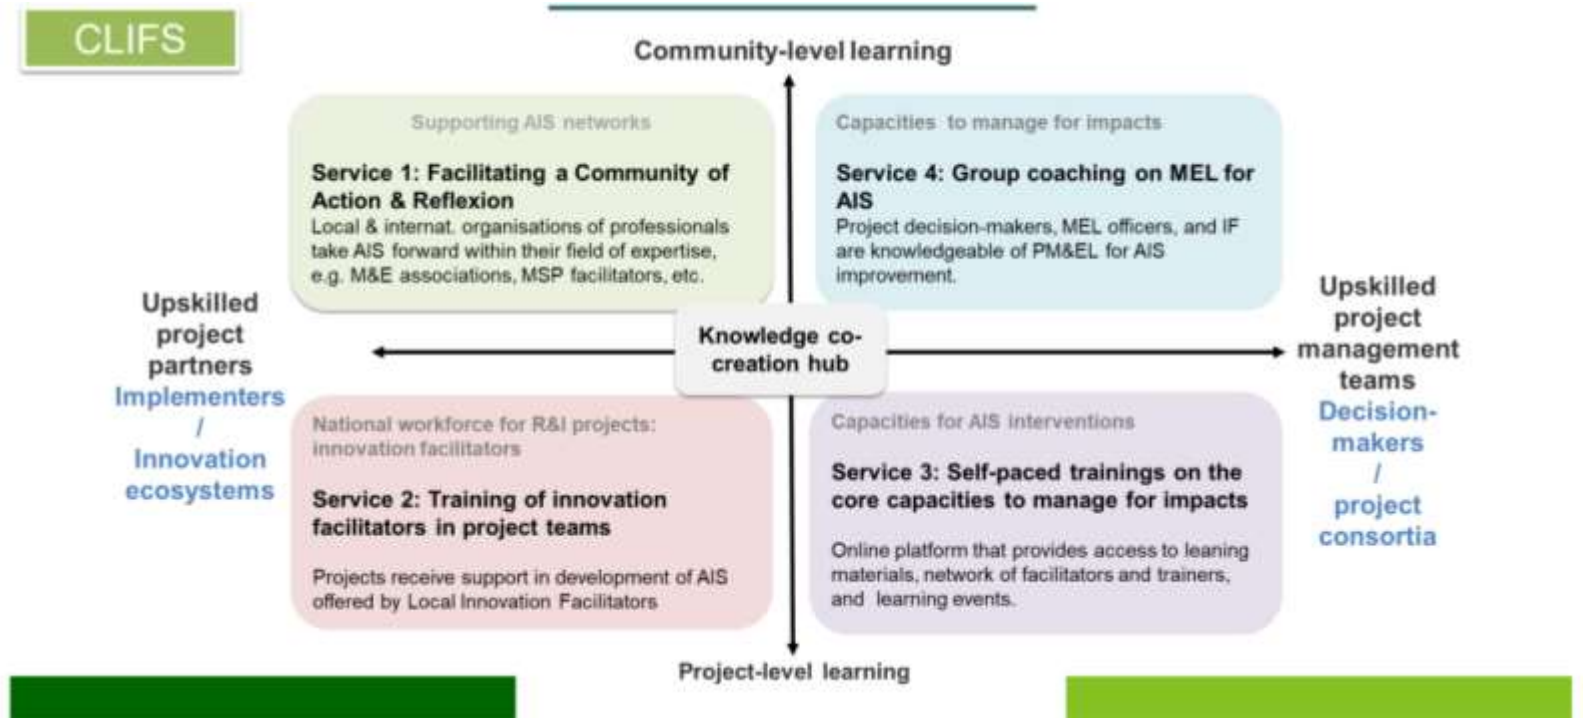 CLIFS
Community-level learning
Supporting AIS networks
Service 1: Facilitating a Community of
Action & Reflexion
Local & internat. organisations of professionals
take AIS forward within their field of expertise,
e.g. M&E associations, MSP facilitators, etc.
Capacities to manage for impacts
Service 4: Group coaching on MEL for
AIS
Project decision-makers, MEL officers, and IF
are knowledgeable of PM&EL for AIS
improvement.
Upskilled
project
partners
Implementers
/
Innovation
ecosystems
Knowledge co-
creation hub
Upskilled
project
management
teams
Decision-
makers
/
project
consortia
National workforce for R&I projects:
innovation facilitators
Service 2: Training of innovation
facilitators in project teams
Projects receive support in development of AIS
offered by Local Innovation Facilitators
Capacities for AIS interventions
Service 3: Self-paced trainings on the
core capacities to manage for impacts
Online platform that provides access to leaning
materials, network of facilitators and trainers,
and learning events.
Project-level learning